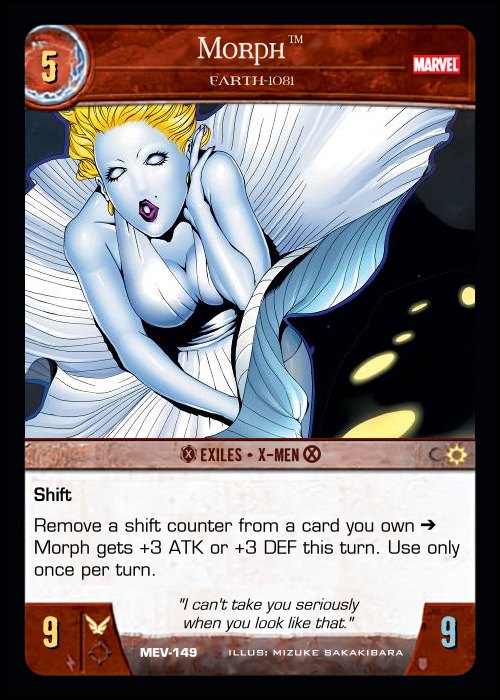 5
Morph™
EARTH-1081
MARVEL
EXILES • X-MEN
C
Shift
Remove a shift counter from a card you own ➔
Morph gets +3 ATK or +3 DEF this turn. Use only
once per turn.
"I can't take you seriously
when you look like that."
9
9
MEV-149 ILLUS: MIZUKE SAKAKIBARA